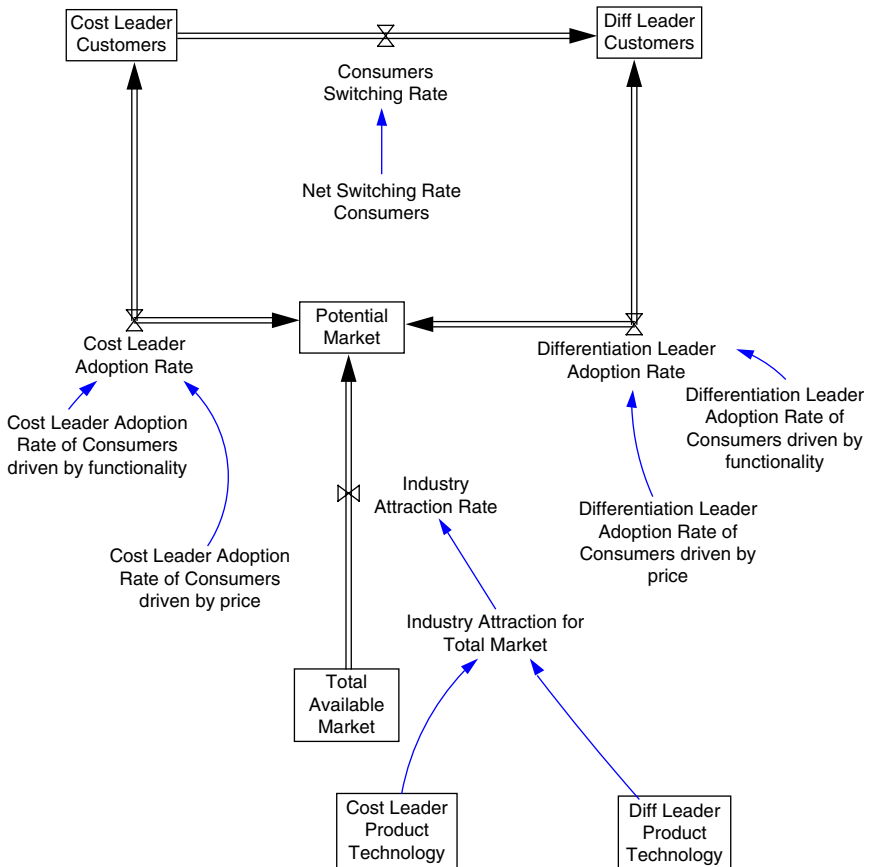 Cost Leader
Customers
Diff Leader
Customers
Consumers
Switching Rate
Net Switching Rate
Consumers
Potential
Market
Cost Leader
Adoption Rate
Differentiation Leader
Adoption Rate
Cost Leader Adoption
Rate of Consumers
driven by functionality
Differentiation Leader
Adoption Rate of
Consumers driven by
functionality
Industry
Attraction Rate
Differentiation Leader
Adoption Rate of
Consumers driven by
price
Cost Leader Adoption
Rate of Consumers
driven by price
Industry Attraction for
Total Market
Total
Available
Market
Cost Leader
Product
Technology
Diff Leader
Product
Technology